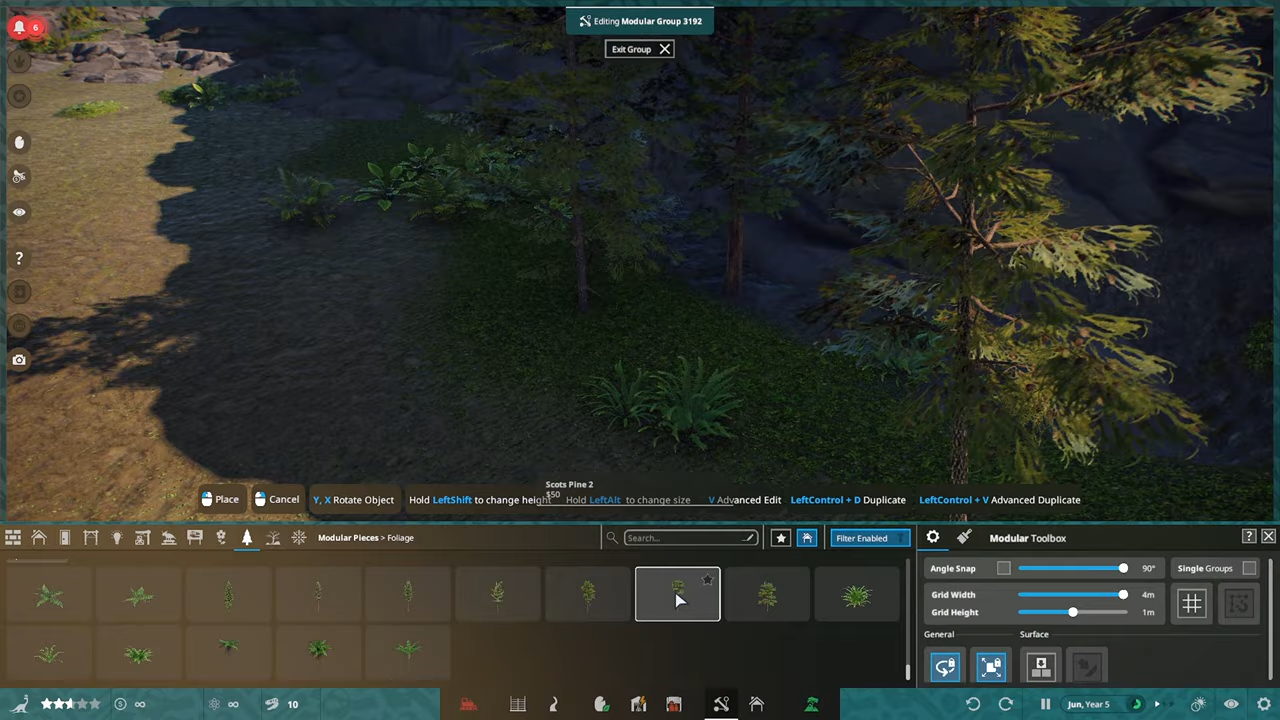 6
Editing Modular Group 3192
Exit Group
?
Scots Pine 2
$50
Place
Cancel
Y, X Rotate Object
Hold LeftShift to change height
Hold LeftAlt to change size
V Advanced Edit
LeftControl + D Duplicate
LeftControl + V Advanced Duplicate
Modular Pieces > Foliage
Search...
Filter Enabled
Modular Toolbox
?
Angle Snap
90°
Single Groups
Grid Width
4m
Grid Height
1m
General
Surface
∞
∞
10
Jun, Year 5